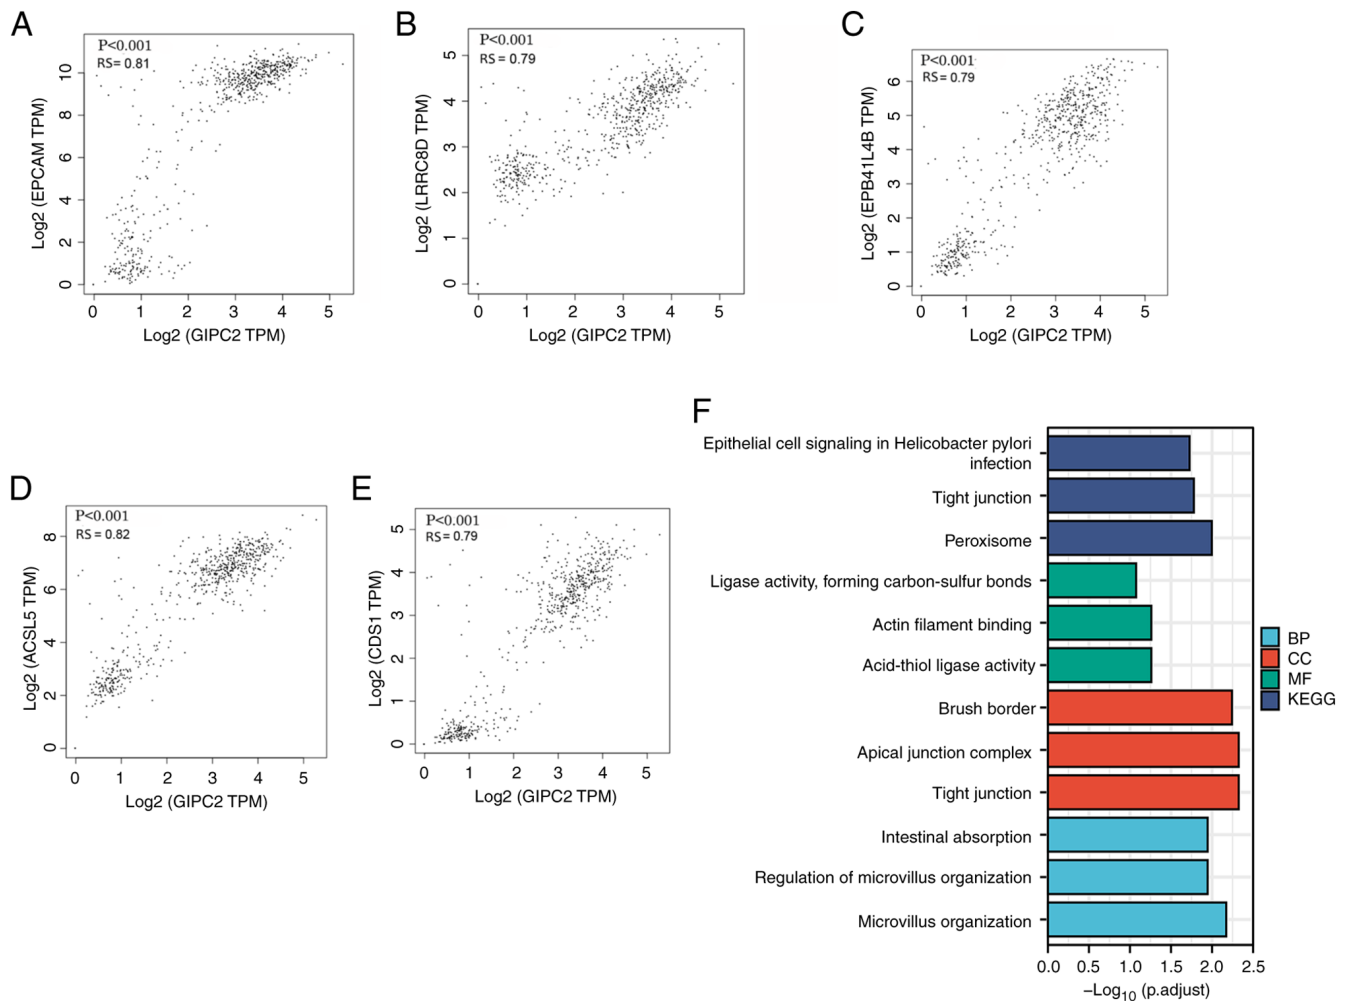 A
P<0.001
RS= 0.81
Log2 (EPCAM TPM)
10
8
6
4
2
0
0 1 2 3 4 5
Log2 (GIPC2 TPM)
B
P<0.001
RS = 0.79
Log2 (LRRC8D TPM)
5
4
3
2
1
0
0 1 2 3 4 5
Log2 (GIPC2 TPM)
C
P<0.001
RS = 0.79
Log2 (EPB41L4B TPM)
6
5
4
3
2
1
0
0 1 2 3 4 5
Log2 (GIPC2 TPM)
D
P<0.001
RS = 0.82
Log2 (ACSL5 TPM)
8
6
4
2
0
0 1 2 3 4 5
Log2 (GIPC2 TPM)
E
P<0.001
RS = 0.79
Log2 (CDS1 TPM)
5
4
3
2
1
0
0 1 2 3 4 5
Log2 (GIPC2 TPM)
F
Epithelial cell signaling in Helicobacter pylori
infection
Tight junction
Peroxisome
Ligase activity, forming carbon-sulfur bonds
Actin filament binding
Acid-thiol ligase activity
Brush border
Apical junction complex
Tight junction
Intestinal absorption
Regulation of microvillus organization
Microvillus organization
0.0 0.5 1.0 1.5 2.0 2.5
−Log10 (p.adjust)
BP
CC
MF
KEGG